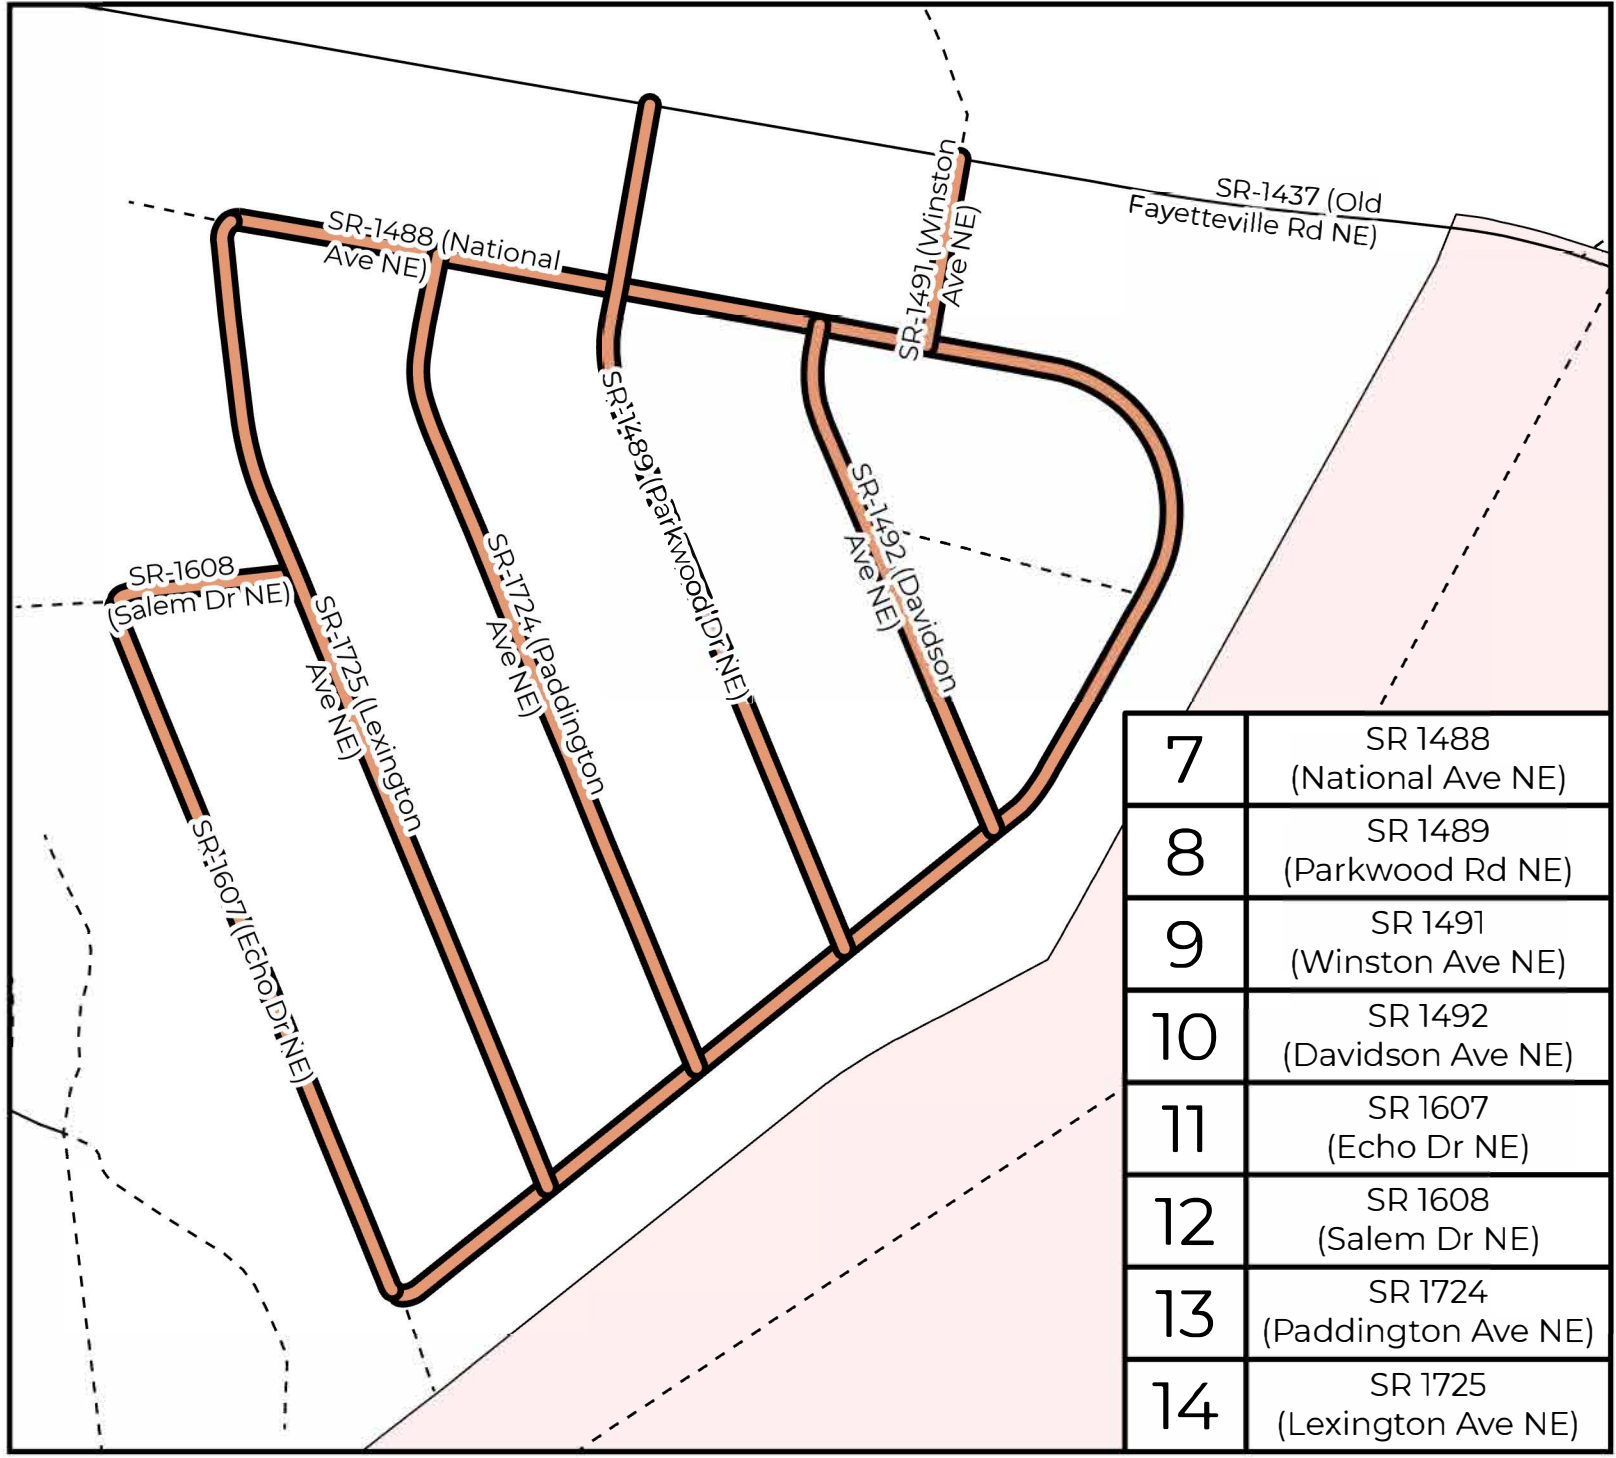 SR-1437 (Old
Fayetteville Rd NE)
SR-1491 (Winston
Ave NE)
SR-1488 (National
Ave NE)
SR-1489 (Parkwood Dr NE)
SR-1492 (Davidson
Ave NE)
SR-1724 (Paddington
Ave NE)
SR-1608
(Salem Dr NE)
SR-1725 (Lexington
Ave NE)
SR-1607 (Echo Dr NE)
7
SR 1488
(National Ave NE)
8
SR 1489
(Parkwood Rd NE)
9
SR 1491
(Winston Ave NE)
10
SR 1492
(Davidson Ave NE)
11
SR 1607
(Echo Dr NE)
12
SR 1608
(Salem Dr NE)
13
SR 1724
(Paddington Ave NE)
14
SR 1725
(Lexington Ave NE)